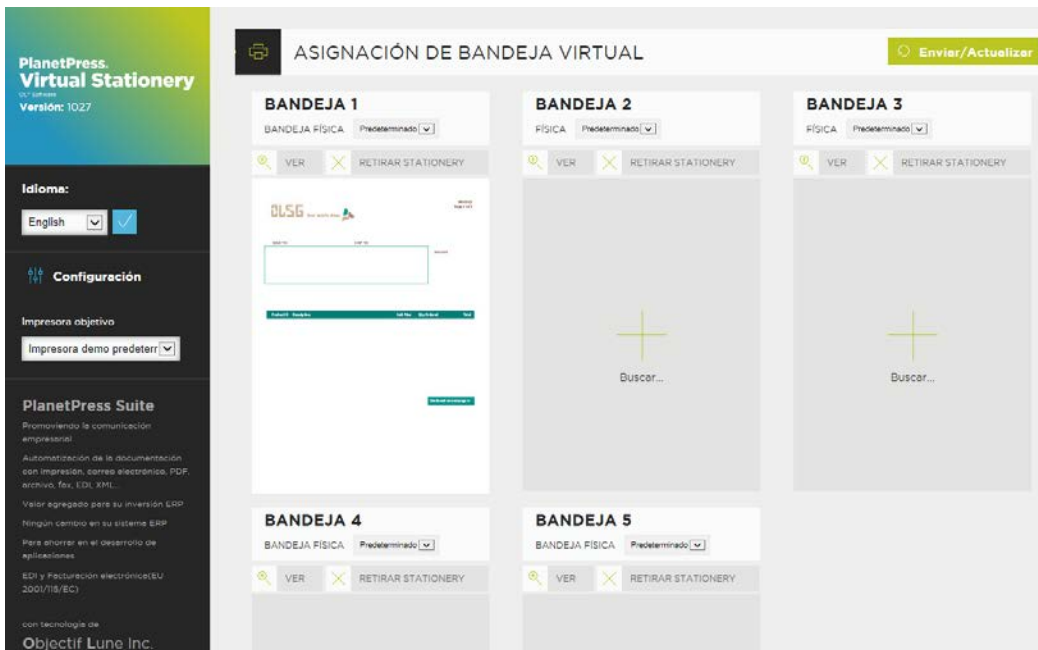 PlanetPress.
Virtual Stationery
Versión: 1027
Idioma:
English
Configuración
Impresora objetivo
Impresora demo predeterr
PlanetPress Suite
Promoviendo la comunicación
empresarial
Automatización de la documentación
con impresión, correo electrónico, PDF,
archivo, fax, EDI, XML...
Valor agregado para su inversión ERP
Ningún cambio en su sistema ERP
Para ahorrar en el desarrollo de
aplicaciones
EDI y Facturación electrónica(EU
2001/115/EC)
con tecnología de
Objectif Lune Inc.
ASIGNACIÓN DE BANDEJA VIRTUAL
Enviar/Actualizar
BANDEJA 1
BANDEJA FÍSICA Predeterminado
VER RETIRAR STATIONERY
OLSG
BANDEJA 2
FÍSICA Predeterminado
VER RETIRAR STATIONERY
Buscar...
BANDEJA 3
FÍSICA Predeterminado
VER RETIRAR STATIONERY
Buscar...
BANDEJA 4
BANDEJA FÍSICA Predeterminado
VER RETIRAR STATIONERY
BANDEJA 5
BANDEJA FÍSICA Predeterminado
VER RETIRAR STATIONERY